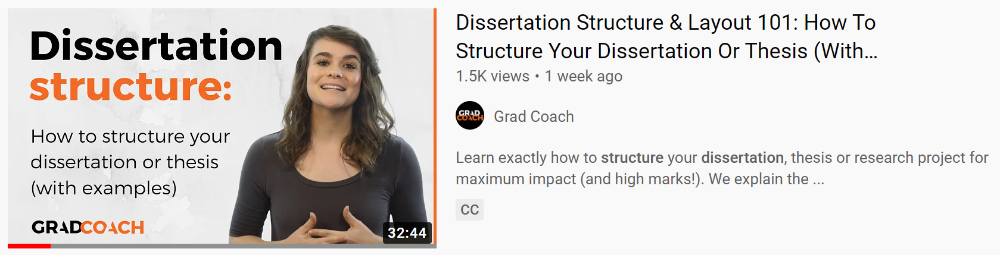 Dissertation
structure:
How to structure your
dissertation or thesis
(with examples)
GRADCOACH
32:44
Dissertation Structure & Layout 101: How To
Structure Your Dissertation Or Thesis (With...
1.5K views • 1 week ago
GRAD
COACH
Grad Coach
Learn exactly how to structure your dissertation, thesis or research project for
maximum impact (and high marks!). We explain the ...
CC